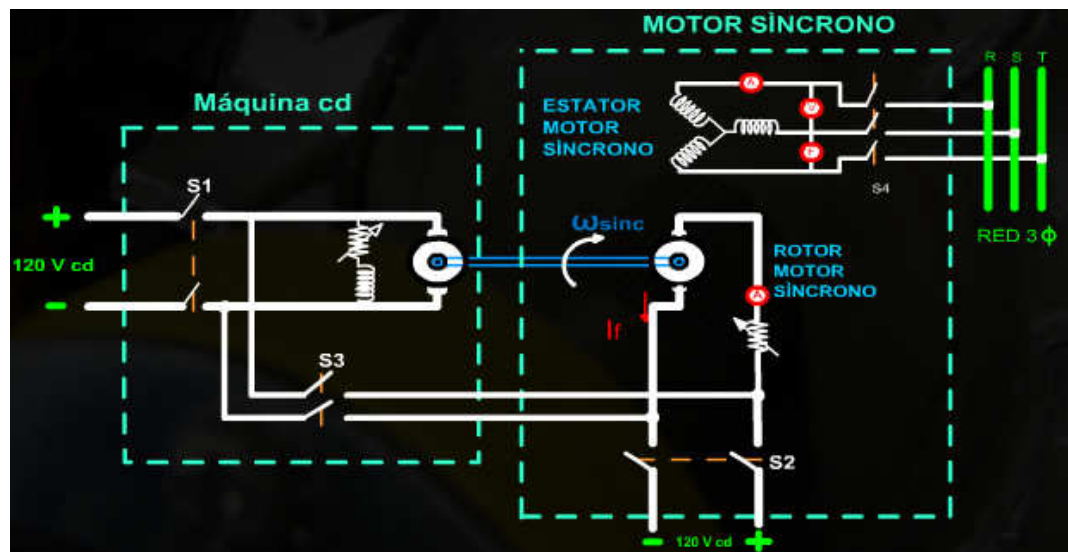 MOTOR SÌNCRONO
Máquina cd
ESTATOR
MOTOR
SÌNCRONO
R S T
S4
RED 3 ϕ
S1
+
120 V cd
-
ωsinc
ROTOR
MOTOR
SÌNCRONO
A
If
S3
S2
- 120 V cd +